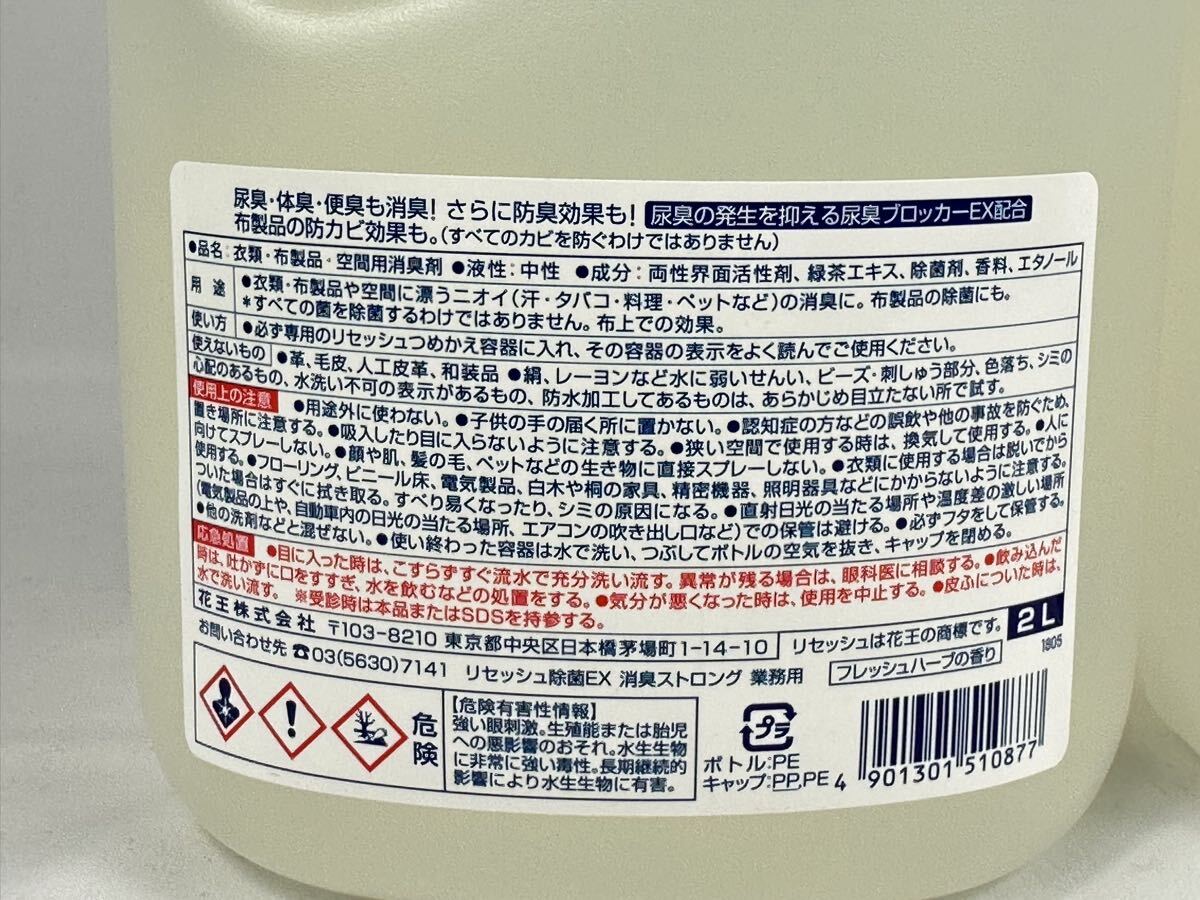 尿臭・体臭・便臭も消臭！さらに防臭効果も！ 尿臭の発生を抑える尿臭ブロッカーEX配合
布製品の防カビ効果も。(すべてのカビを防ぐわけではありません)
●品名：衣類・布製品・空間用消臭剤 ●液性：中性 ●成分：両性界面活性剤、緑茶エキス、除菌剤、香料、エタノール
用途 ●衣類・布製品や空間に漂うニオイ(汗・タバコ・料理・ペットなど)の消臭に。布製品の除菌にも。
＊すべての菌を除菌するわけではありません。布上での効果。
使い方 ●必ず専用のリセッシュつめかえ容器に入れ、その容器の表示をよく読んでご使用ください。
使えないもの ●革、毛皮、人工皮革、和装品 ●絹、レーヨンなど水に弱いせんい、ビーズ・刺しゅう部分、色落ち、シミの
心配のあるもの、水洗い不可の表示があるもの、防水加工してあるものは、あらかじめ目立たない所で試す。
使用上の注意 ●用途外に使わない。●子供の手の届く所に置かない。●認知症の方などの誤飲や他の事故を防ぐため、
置き場所に注意する。●吸入したり目に入らないように注意する。●狭い空間で使用する時は、換気して使用する。●人に
向けてスプレーしない。●顔や肌、髪の毛、ペットなどの生き物に直接スプレーしない。●衣類に使用する場合は脱いでから
使用する。●フローリング、ビニール床、電気製品、白木や桐の家具、精密機器、照明器具などにかからないように注意する。
ついた場合はすぐに拭き取る。すべり易くなったり、シミの原因になる。●直射日光の当たる場所や温度差の激しい場所
(電気製品の上や、自動車内の日光の当たる場所、エアコンの吹き出し口など)での保管は避ける。●必ずフタをして保管する。
●他の洗剤などと混ぜない。●使い終わった容器は水で洗い、つぶしてボトルの空気を抜き、キャップを閉める。
応急処置 ●目に入った時は、こすらずすぐ流水で充分洗い流す。異常が残る場合は、眼科医に相談する。●飲み込んだ
時は、吐かずに口をすすぎ、水を飲むなどの処置をする。●気分が悪くなった時は、使用を中止する。●皮ふについた時は、
水で洗い流す。 ※受診時は本品またはSDSを持参する。
花王株式会社 〒103-8210 東京都中央区日本橋茅場町1-14-10 リセッシュは花王の商標です。 2L
お問い合わせ先 ☎03(5630)7141 リセッシュ除菌EX 消臭ストロング 業務用 フレッシュハーブの香り 1905
危険
【危険有害性情報】
強い眼刺激。生殖能または胎児
への悪影響のおそれ。水生生物
に非常に強い毒性。長期継続的
影響により水生生物に有害。
プラ
ボトル：PE
キャップ：PP,PE
4 901301 510877